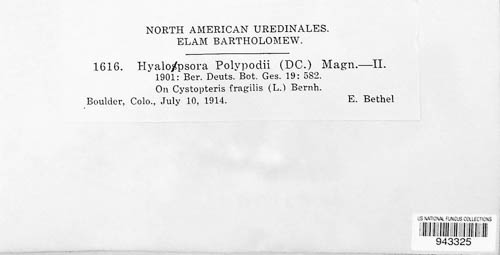 NORTH AMERICAN UREDINALES.
ELAM BARTHOLOMEW.
1616. Hyalopsora Polypodii (DC.) Magn.—II.
1901: Ber. Deuts. Bot. Ges. 19: 582.
On Cystopteris fragilis (L.) Bernh.
Boulder, Colo., July 10, 1914. E. Bethel
US NATIONAL FUNGUS COLLECTIONS
943325